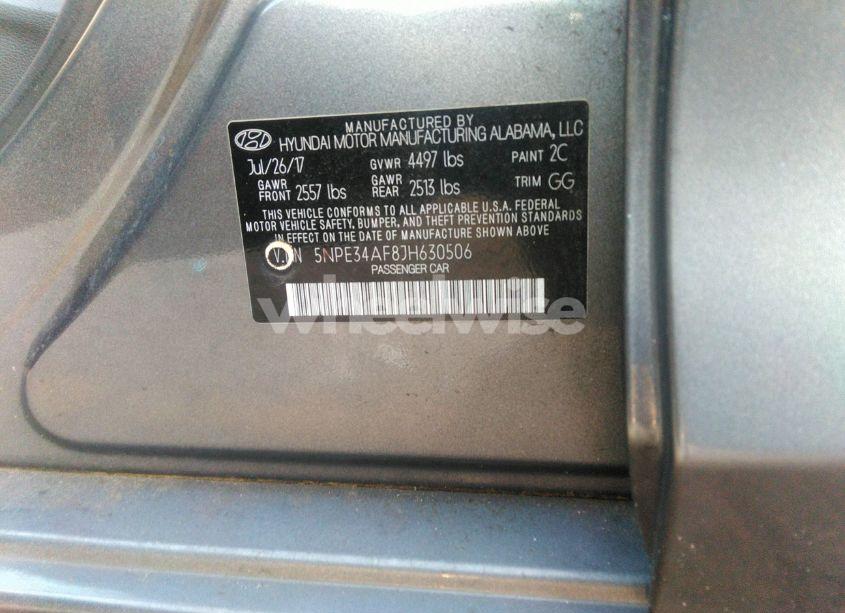 MANUFACTURED BY
HYUNDAI MOTOR MANUFACTURING ALABAMA, LLC
Jul/26/17 GVWR 4497 lbs PAINT 2C
GAWR FRONT 2557 lbs GAWR REAR 2513 lbs TRIM GG
THIS VEHICLE CONFORMS TO ALL APPLICABLE U.S.A. FEDERAL
MOTOR VEHICLE SAFETY, BUMPER, AND THEFT PREVENTION STANDARDS
IN EFFECT ON THE DATE OF MANUFACTURE SHOWN ABOVE
V.I.N 5NPE34AF8JH630506
PASSENGER CAR
wheelwise